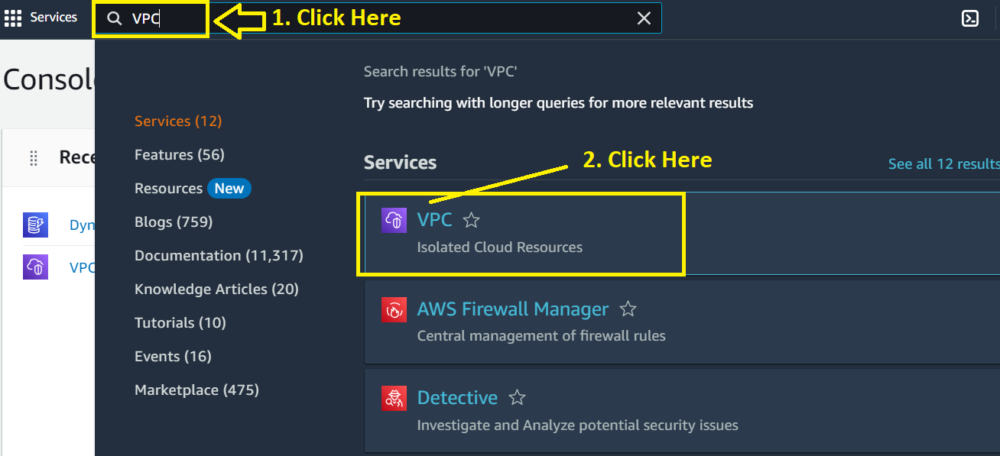 Services
VPC
1. Click Here
Consol
Search results for 'VPC'
Try searching with longer queries for more relevant results
Services (12)
Features (56)
Resources New
Blogs (759)
Documentation (11,317)
Knowledge Articles (20)
Tutorials (10)
Events (16)
Marketplace (475)
Rece
Dyn
VPC
Services
2. Click Here
See all 12 results
VPC
Isolated Cloud Resources
AWS Firewall Manager
Central management of firewall rules
Detective
Investigate and Analyze potential security issues